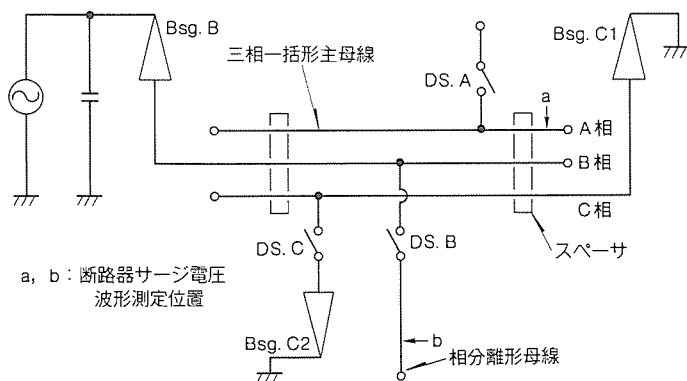 Bsg. B
Bsg. C1
三相一括形主母線
DS. A
a
A相
B相
C相
DS. C
DS. B
スペーサ
a, b：断路器サージ電圧
波形測定位置
Bsg. C2
b
相分離形母線